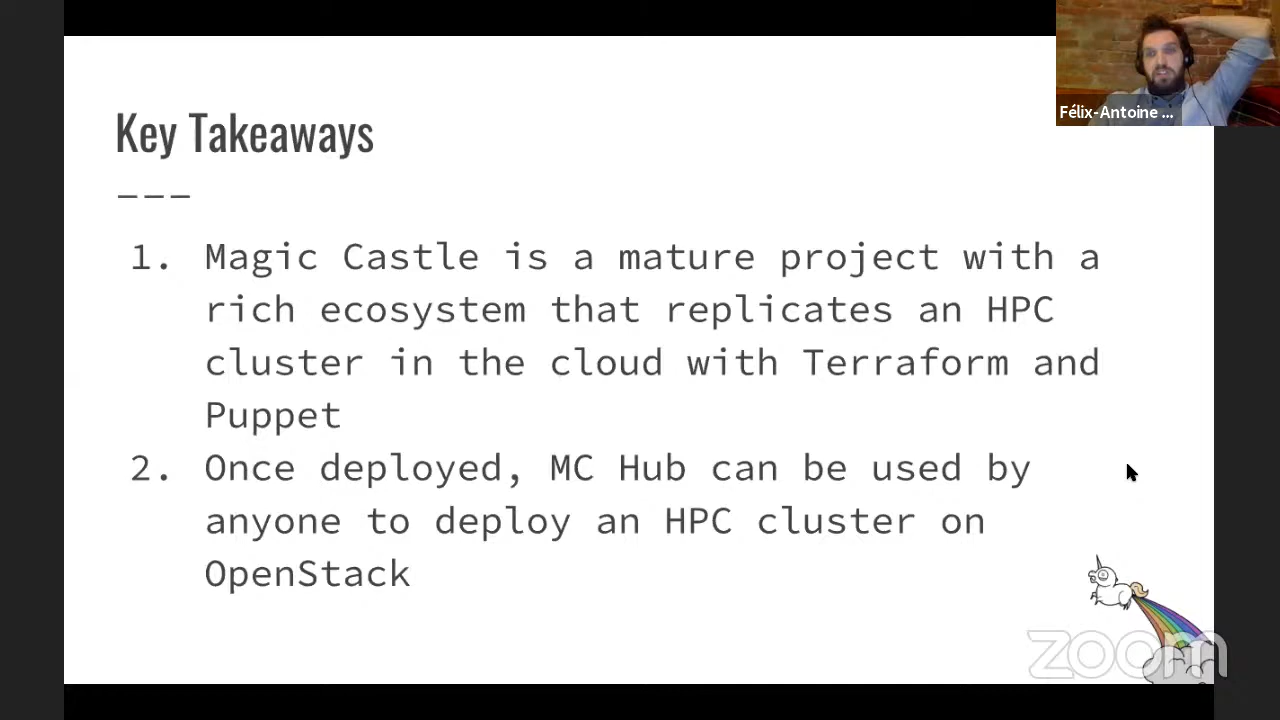 Félix-Antoine ...
Key Takeaways
---
1. Magic Castle is a mature project with a
rich ecosystem that replicates an HPC
cluster in the cloud with Terraform and
Puppet
2. Once deployed, MC Hub can be used by
anyone to deploy an HPC cluster on
OpenStack
zoom